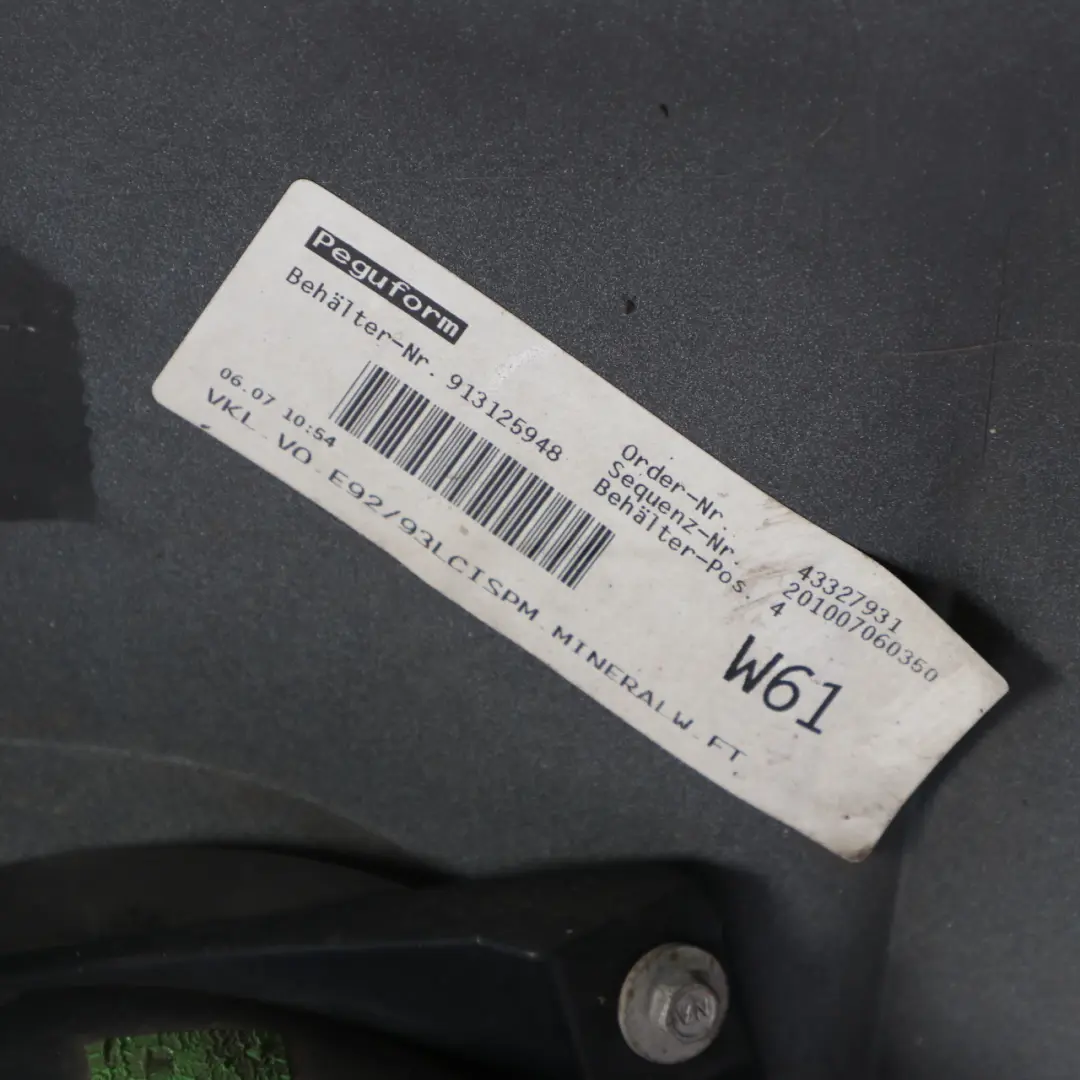 Peguform
Behälter-Nr. 913125948
06.07 10:54
Order-Nr. 43327931
Sequenz-Nr. 201007060350
Behälter-Pos. 4
W61
VKL VO E92/93LCISPM MINERALW FT